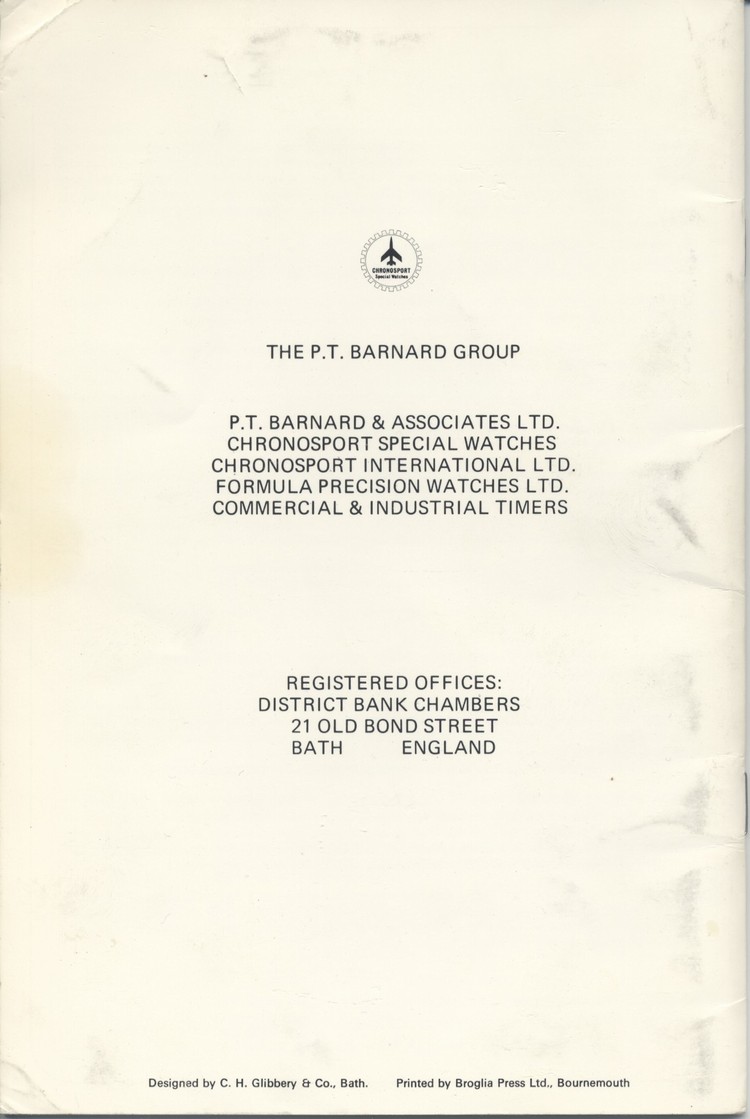 CHRONOSPORT
Special Watches
THE P.T. BARNARD GROUP
P.T. BARNARD & ASSOCIATES LTD.
CHRONOSPORT SPECIAL WATCHES
CHRONOSPORT INTERNATIONAL LTD.
FORMULA PRECISION WATCHES LTD.
COMMERCIAL & INDUSTRIAL TIMERS
REGISTERED OFFICES:
DISTRICT BANK CHAMBERS
21 OLD BOND STREET
BATH ENGLAND
Designed by C. H. Glibbery & Co., Bath. Printed by Broglia Press Ltd., Bournemouth